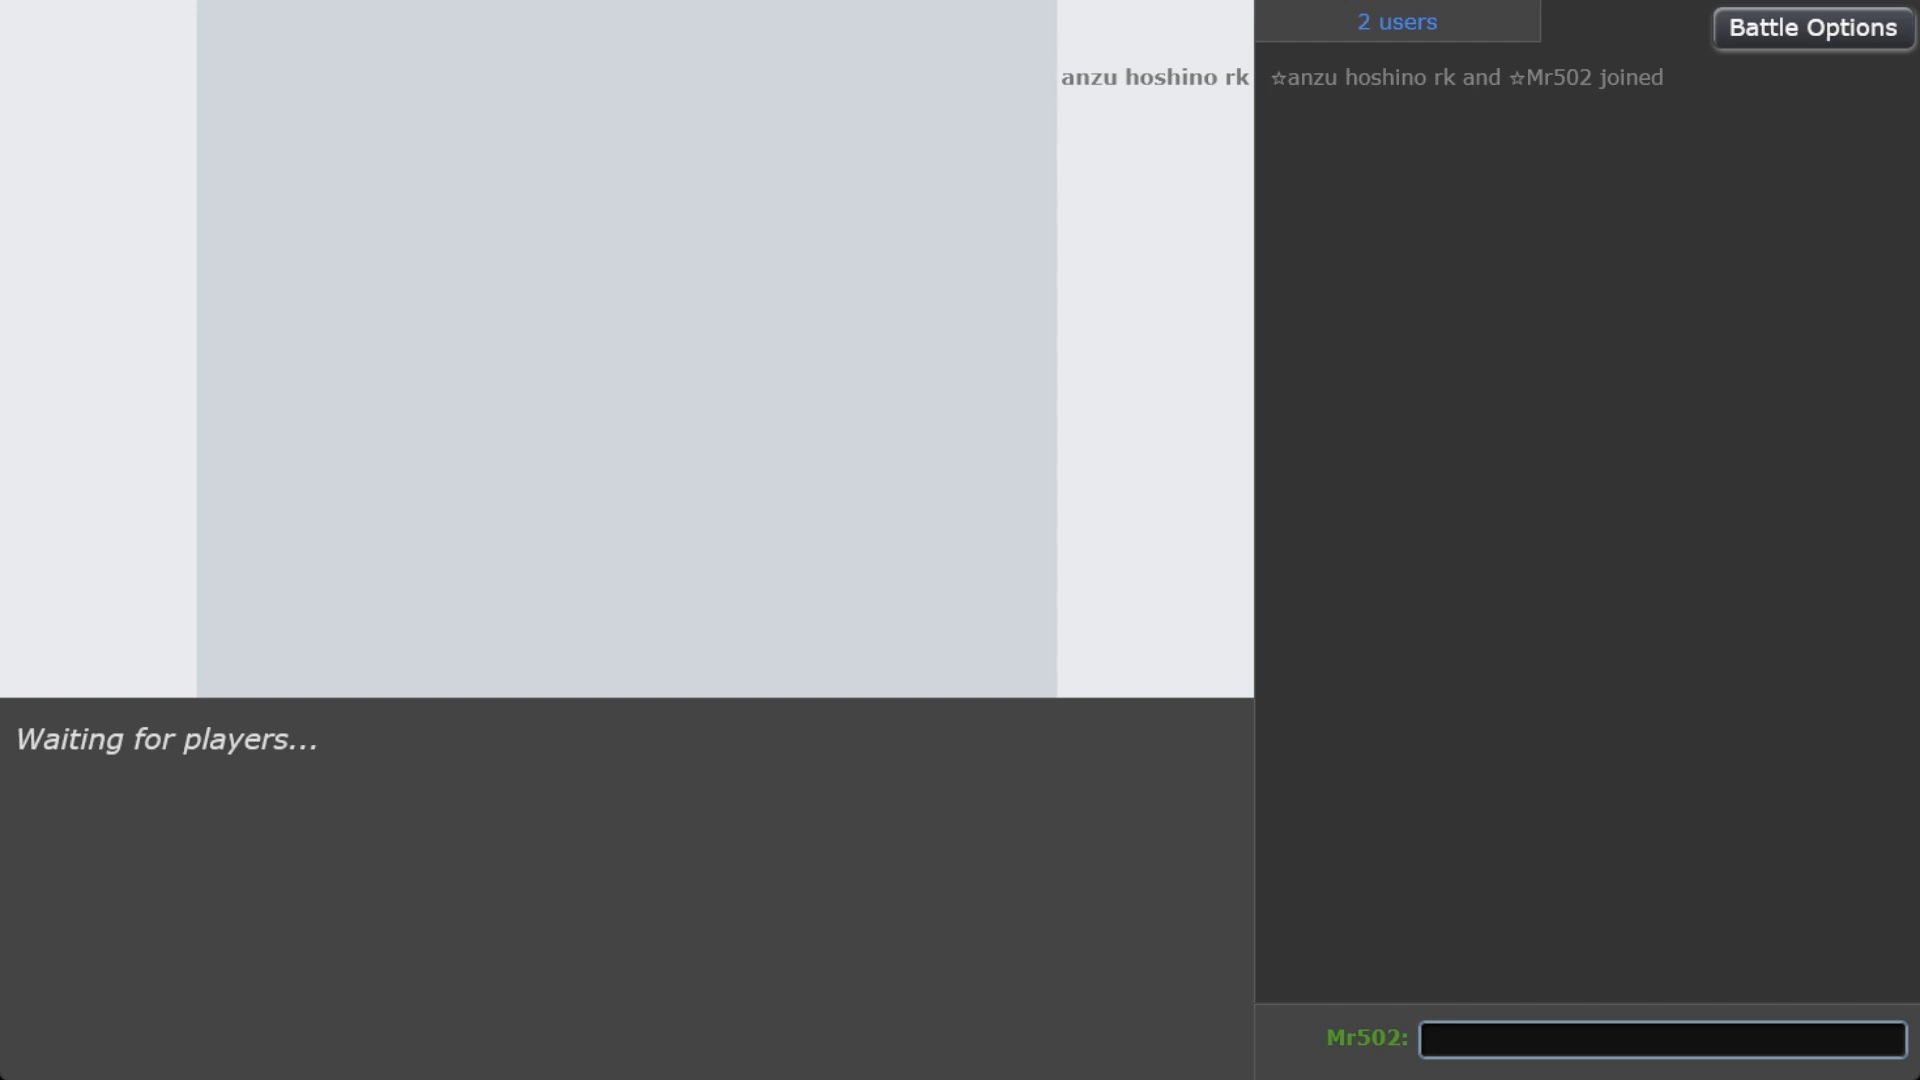 2 users
Battle Options
anzu hoshino rk
☆anzu hoshino rk and ☆Mr502 joined
Waiting for players...
Mr502: